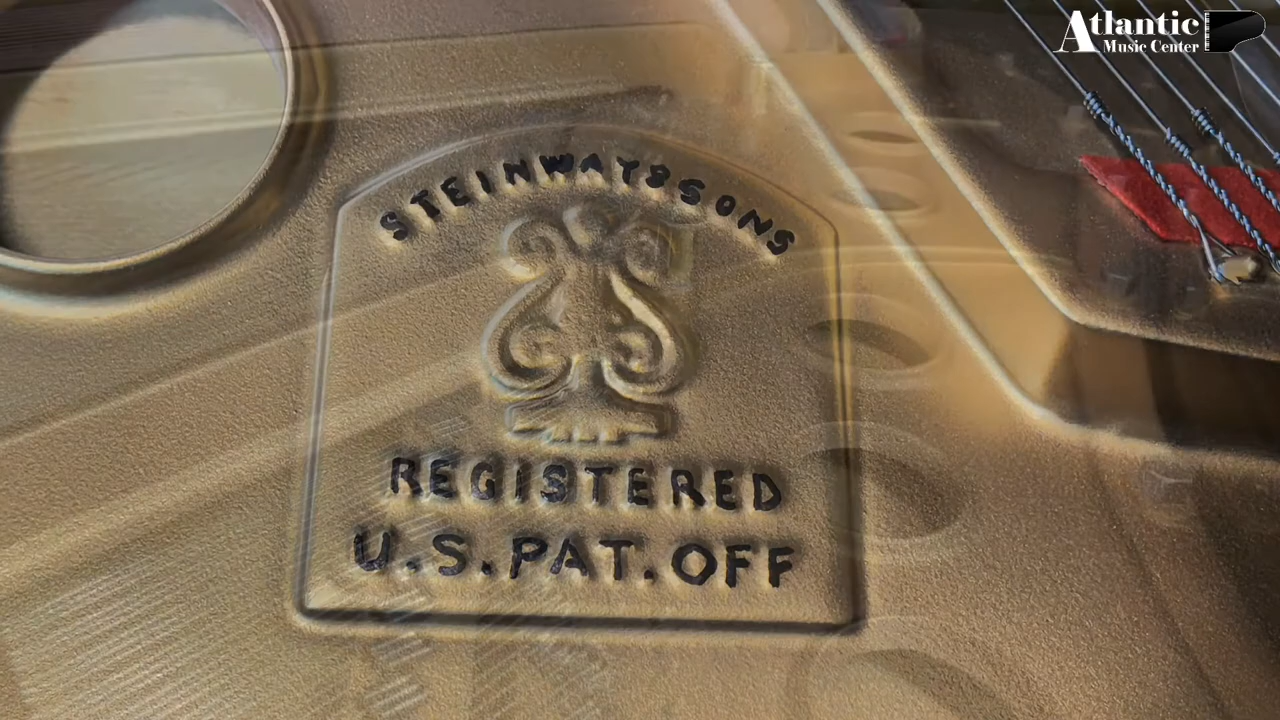 Atlantic
Music Center
STEINWAY&SONS
REGISTERED
U.S.PAT.OFF